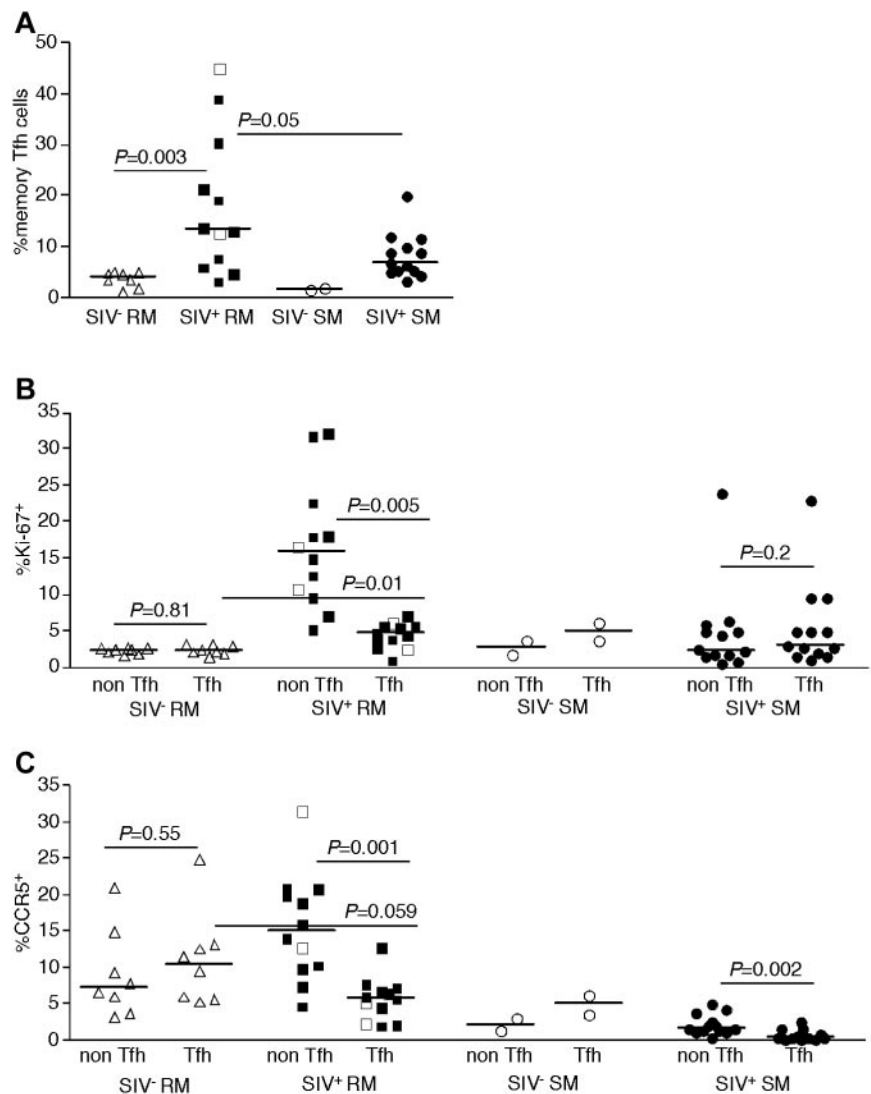 A
50
40
30
20
10
0
%memory Tfh cells
P=0.003
P=0.05
SIV⁻ RM SIV⁺ RM SIV⁻ SM SIV⁺ SM
B
35
30
25
20
15
10
5
0
%Ki-67⁺
P=0.005
P=0.2
P=0.01
P=0.81
non Tfh Tfh non Tfh Tfh non Tfh Tfh non Tfh Tfh
SIV⁻ RM SIV⁺ RM SIV⁻ SM SIV⁺ SM
C
35
30
25
20
15
10
5
0
%CCR5⁺
P=0.55
P=0.001
P=0.059
P=0.002
non Tfh Tfh non Tfh Tfh non Tfh Tfh non Tfh Tfh
SIV⁻ RM SIV⁺ RM SIV⁻ SM SIV⁺ SM